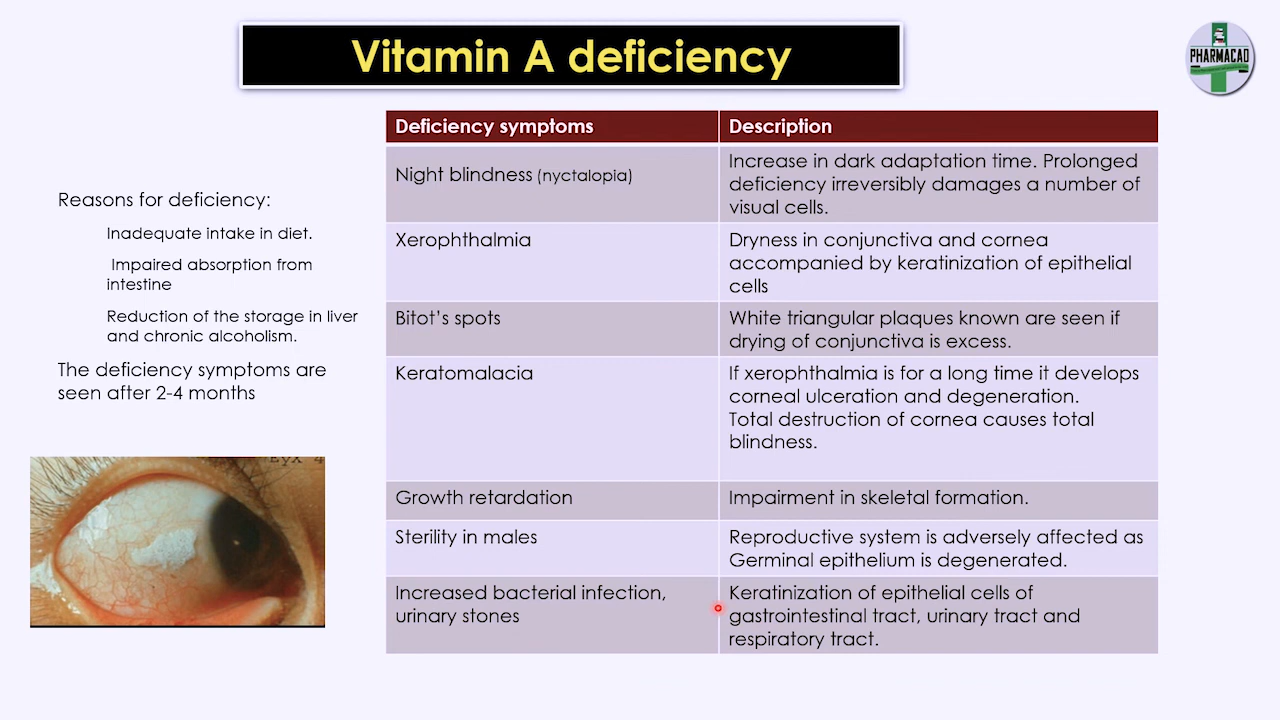 Vitamin A deficiency
PHARMACAD
Reasons for deficiency:
Inadequate intake in diet.
Impaired absorption from
intestine
Reduction of the storage in liver
and chronic alcoholism.
The deficiency symptoms are
seen after 2-4 months
Deficiency symptoms
Description
Night blindness (nyctalopia)
Increase in dark adaptation time. Prolonged
deficiency irreversibly damages a number of
visual cells.
Xerophthalmia
Dryness in conjunctiva and cornea
accompanied by keratinization of epithelial
cells
Bitot’s spots
White triangular plaques known are seen if
drying of conjunctiva is excess.
Keratomalacia
If xerophthalmia is for a long time it develops
corneal ulceration and degeneration.
Total destruction of cornea causes total
blindness.
Growth retardation
Impairment in skeletal formation.
Sterility in males
Reproductive system is adversely affected as
Germinal epithelium is degenerated.
Increased bacterial infection,
urinary stones
Keratinization of epithelial cells of
gastrointestinal tract, urinary tract and
respiratory tract.